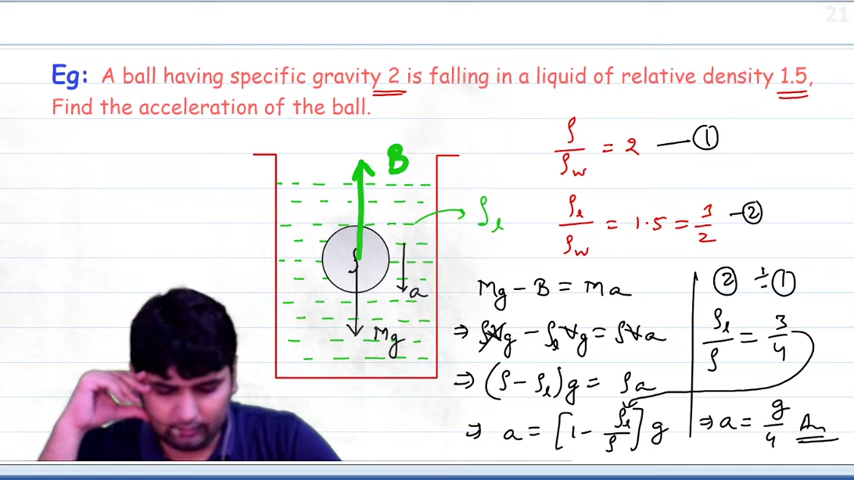 21
Eg: A ball having specific gravity 2 is falling in a liquid of relative density 1.5,
Find the acceleration of the ball.
ρ/ρw = 2 — ①
B
ρl
ρl/ρw = 1.5 = 3/2 — ②
ρ
a
Mg
Mg - B = Ma
⇒ ρVg - ρlVg = ρVa
⇒ (ρ - ρl)g = ρa
⇒ a = [1 - ρl/ρ]g
② ÷ ①
ρl/ρ = 3/4
⇒ a = g/4 Ans